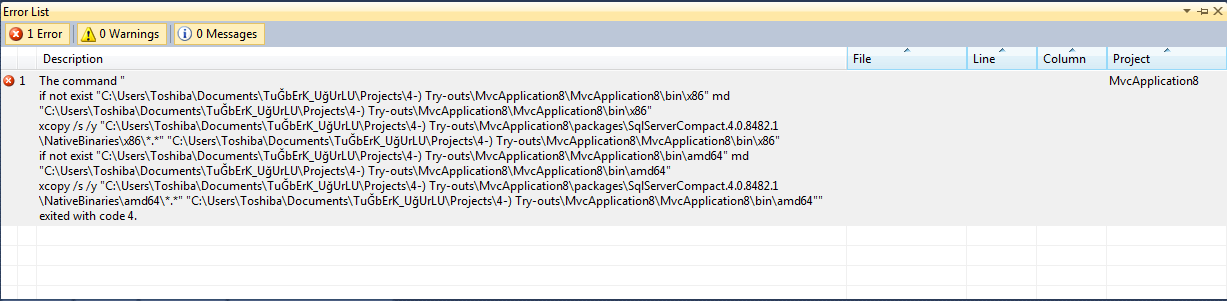 Error List
1 Error 0 Warnings 0 Messages
Description File Line Column Project
1 The command " MvcApplication8
if not exist "C:\Users\Toshiba\Documents\TuĞbErK_UğUrLU\Projects\4-) Try-outs\MvcApplication8\MvcApplication8\bin\x86" md
"C:\Users\Toshiba\Documents\TuĞbErK_UğUrLU\Projects\4-) Try-outs\MvcApplication8\MvcApplication8\bin\x86"
xcopy /s /y "C:\Users\Toshiba\Documents\TuĞbErK_UğUrLU\Projects\4-) Try-outs\MvcApplication8\packages\SqlServerCompact.4.0.8482.1
\NativeBinaries\x86\*.*" "C:\Users\Toshiba\Documents\TuĞbErK_UğUrLU\Projects\4-) Try-outs\MvcApplication8\MvcApplication8\bin\x86"
if not exist "C:\Users\Toshiba\Documents\TuĞbErK_UğUrLU\Projects\4-) Try-outs\MvcApplication8\MvcApplication8\bin\amd64" md
"C:\Users\Toshiba\Documents\TuĞbErK_UğUrLU\Projects\4-) Try-outs\MvcApplication8\MvcApplication8\bin\amd64"
xcopy /s /y "C:\Users\Toshiba\Documents\TuĞbErK_UğUrLU\Projects\4-) Try-outs\MvcApplication8\packages\SqlServerCompact.4.0.8482.1
\NativeBinaries\amd64\*.*" "C:\Users\Toshiba\Documents\TuĞbErK_UğUrLU\Projects\4-) Try-outs\MvcApplication8\MvcApplication8\bin\amd64""
exited with code 4.